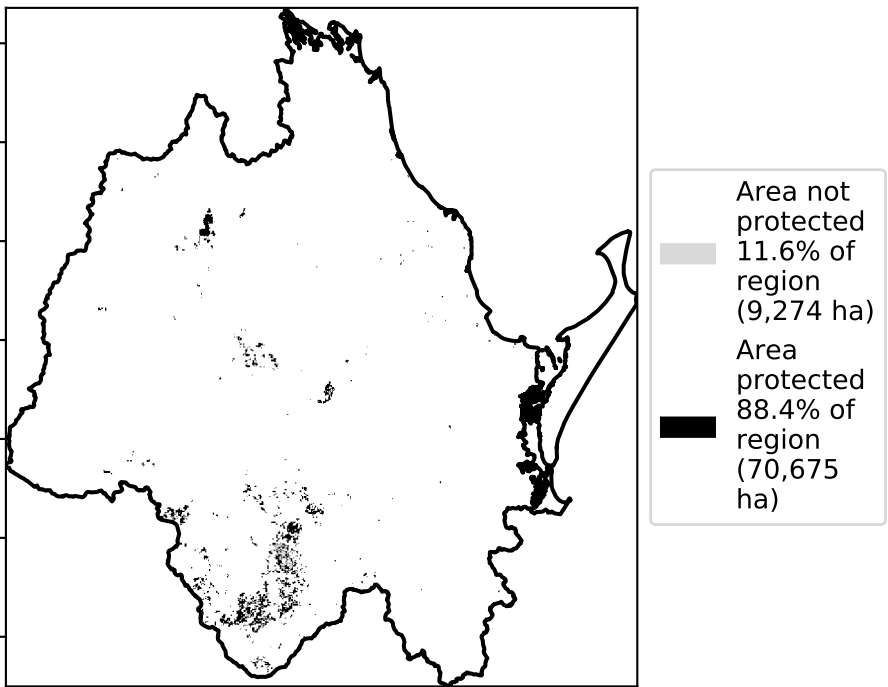 Area not
protected
11.6% of
region
(9,274 ha)
Area
protected
88.4% of
region
(70,675
ha)